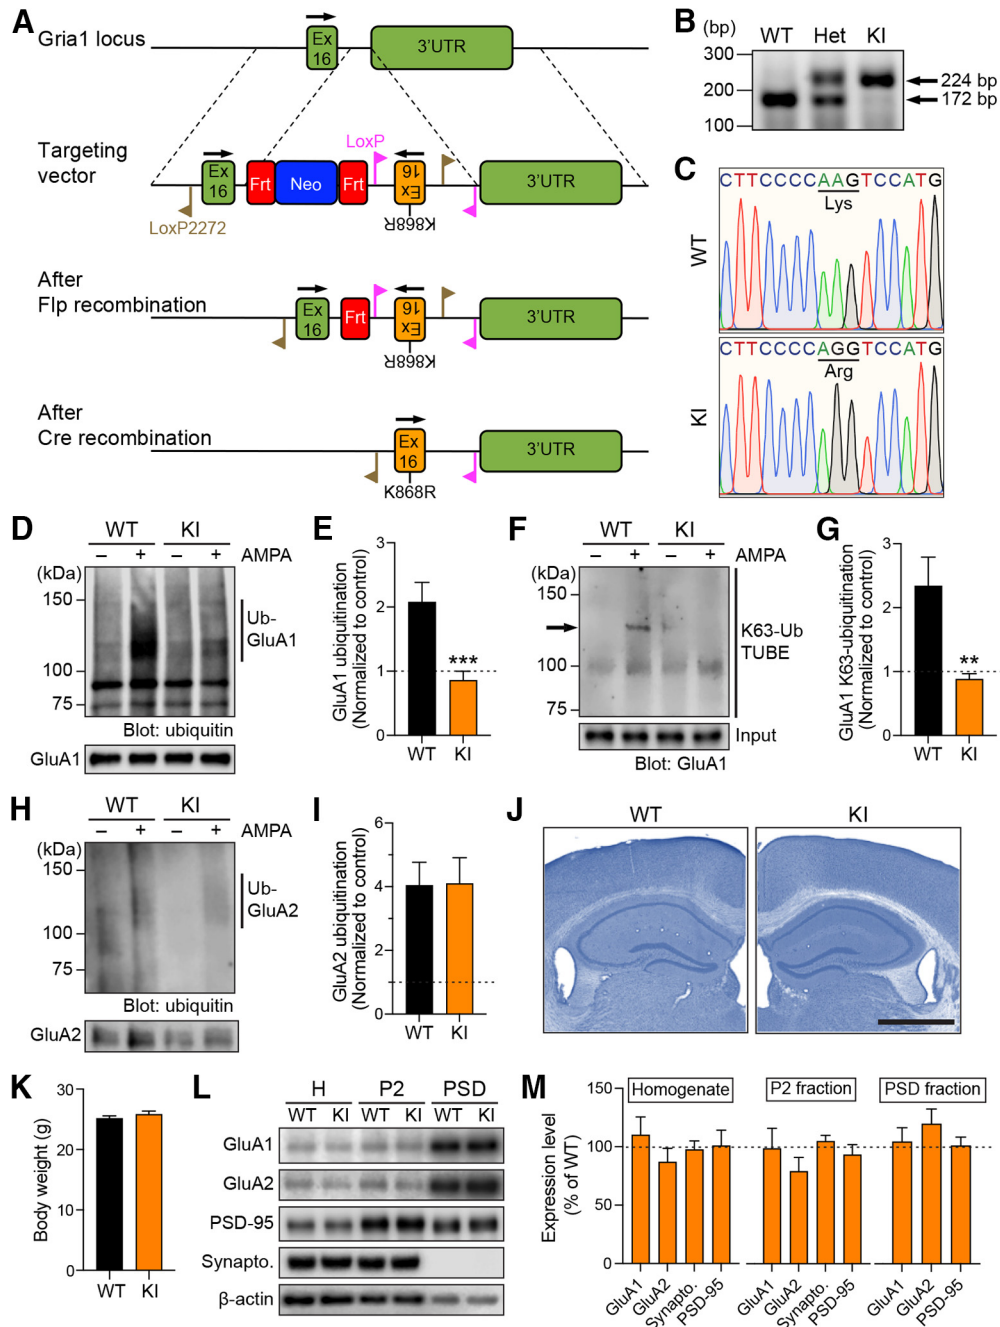 A
Gria1 locus
Ex
16
3'UTR
Targeting
vector
Ex
16
Frt
Neo
Frt
LoxP
Ex
16
K868R
3'UTR
LoxP2272
After
Flp recombination
Ex
16
Frt
Ex
16
K868R
3'UTR
After
Cre recombination
Ex
16
K868R
3'UTR
B
(bp)
WT Het KI
300
200
100
224 bp
172 bp
C
WT
CTTCCCCAAGTCCATG
Lys
KI
CTTCCCCAGGTCCATG
Arg
D
WT KI
– + – + AMPA
(kDa)
150
100
75
Ub-
GluA1
Blot: ubiquitin
GluA1
E
GluA1 ubiquitination
(Normalized to control)
3
2
1
0
***
WT KI
F
WT KI
– + – + AMPA
(kDa)
150
100
75
K63-Ub
TUBE
Input
Blot: GluA1
G
GluA1 K63-ubiquitination
(Normalized to control)
3
2
1
0
**
WT KI
H
WT KI
– + – + AMPA
(kDa)
150
100
75
Ub-
GluA2
Blot: ubiquitin
GluA2
I
GluA2 ubiquitination
(Normalized to control)
6
4
2
0
WT KI
J
WT KI
K
Body weight (g)
30
20
10
0
WT KI
L
H P2 PSD
WT KI WT KI WT KI
GluA1
GluA2
PSD-95
Synapto.
β-actin
M
Expression level
(% of WT)
150
100
50
0
Homogenate
P2 fraction
PSD fraction
GluA1
GluA2
Synapto.
PSD-95
GluA1
GluA2
Synapto.
PSD-95
GluA1
GluA2
PSD-95